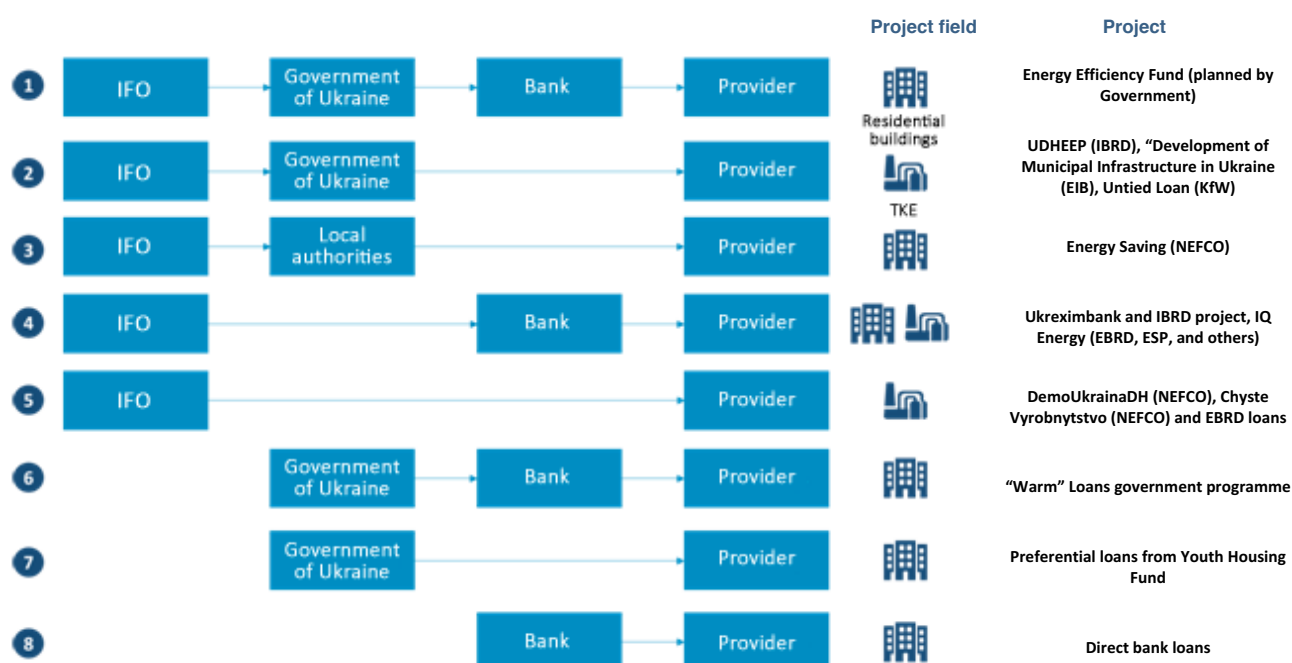 Project field Project
1 IFO Government of Ukraine Bank Provider Energy Efficiency Fund (planned by Government)
Residential buildings
2 IFO Government of Ukraine Provider UDHEEP (IBRD), “Development of Municipal Infrastructure in Ukraine (EIB), Untied Loan (KfW)
TKE
3 IFO Local authorities Provider Energy Saving (NEFCO)
4 IFO Bank Provider Ukreximbank and IBRD project, IQ Energy (EBRD, ESP, and others)
5 IFO Provider DemoUkrainaDH (NEFCO), Chyste Vyrobnytstvo (NEFCO) and EBRD loans
6 Government of Ukraine Bank Provider “Warm” Loans government programme
7 Government of Ukraine Provider Preferential loans from Youth Housing Fund
8 Bank Provider Direct bank loans